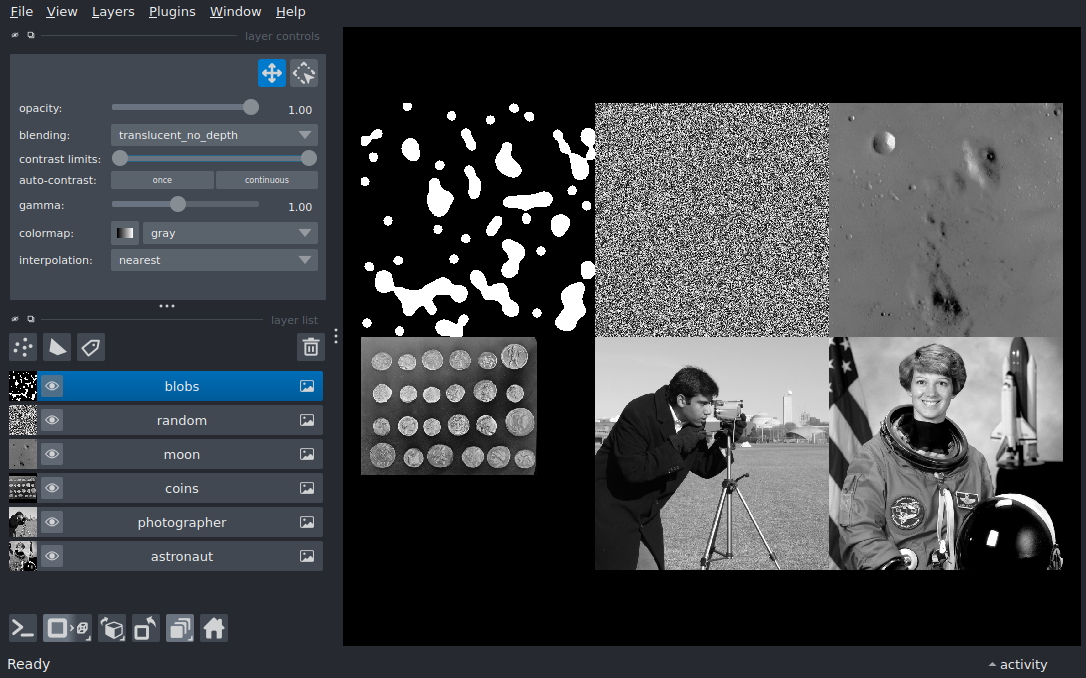 File View Layers Plugins Window Help
layer controls
opacity: 1.00
blending: translucent_no_depth
contrast limits:
auto-contrast: once continuous
gamma: 1.00
colormap: gray
interpolation: nearest
layer list
blobs
random
moon
coins
photographer
astronaut
Ready activity